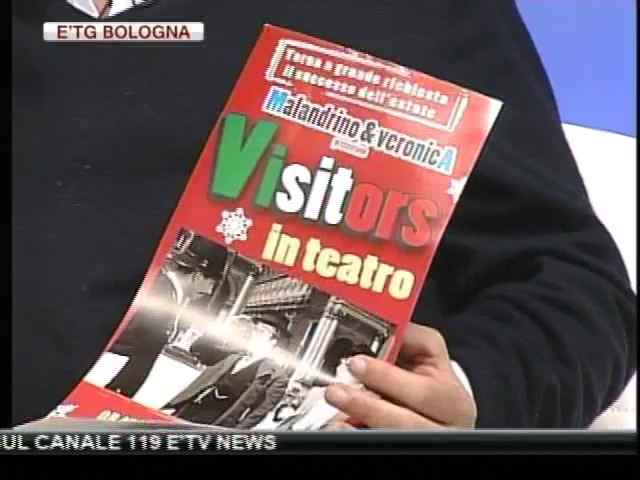 E'TG BOLOGNA
Torna a grande richiesta
il successo dell'estate
Malandrino & veronicA
Visitors
in teatro
UL CANALE 119 E'TV NEWS